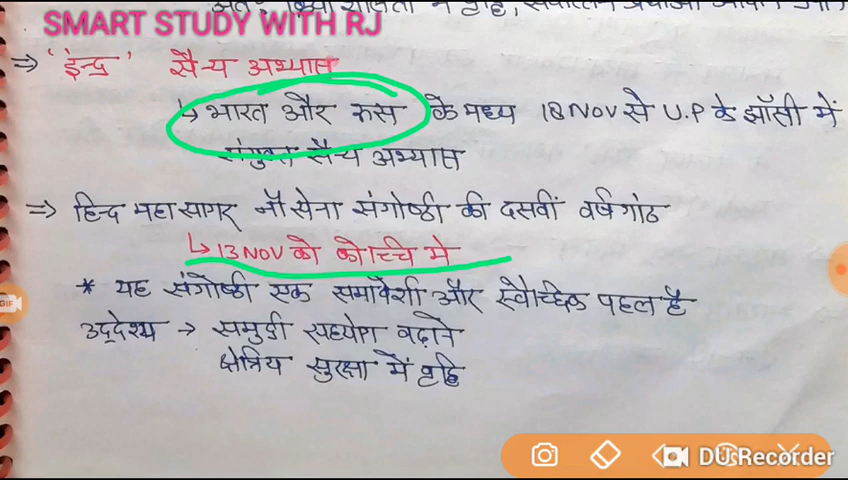 SMART STUDY WITH RJ
⇒ 'इन्द्र' सैन्य अभ्यास
↳ भारत और रूस के मध्य 18 NOV से U.P के झाँसी में
संयुक्त सैन्य अभ्यास
⇒ हिन्द महासागर नौसेना संगोष्ठी की दसवीं वर्षगांठ
↳ 13 NOV को कोच्चि मे
* यह संगोष्ठी एक समावेशी और स्वैच्छिक पहल है
उद्देश्य → समुद्री सहयोग बढ़ाने
क्षेत्रिय सुरक्षा में वृद्धि
GIF
DU Recorder